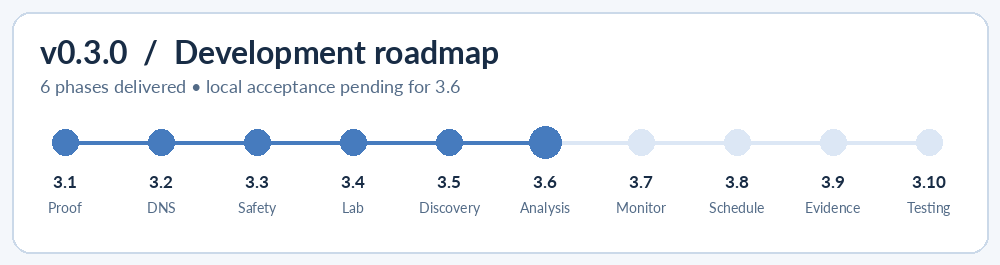 v0.3.0 / Development roadmap
6 phases delivered • local acceptance pending for 3.6
3.1 3.2 3.3 3.4 3.5 3.6 3.7 3.8 3.9 3.10
Proof DNS Safety Lab Discovery Analysis Monitor Schedule Evidence Testing